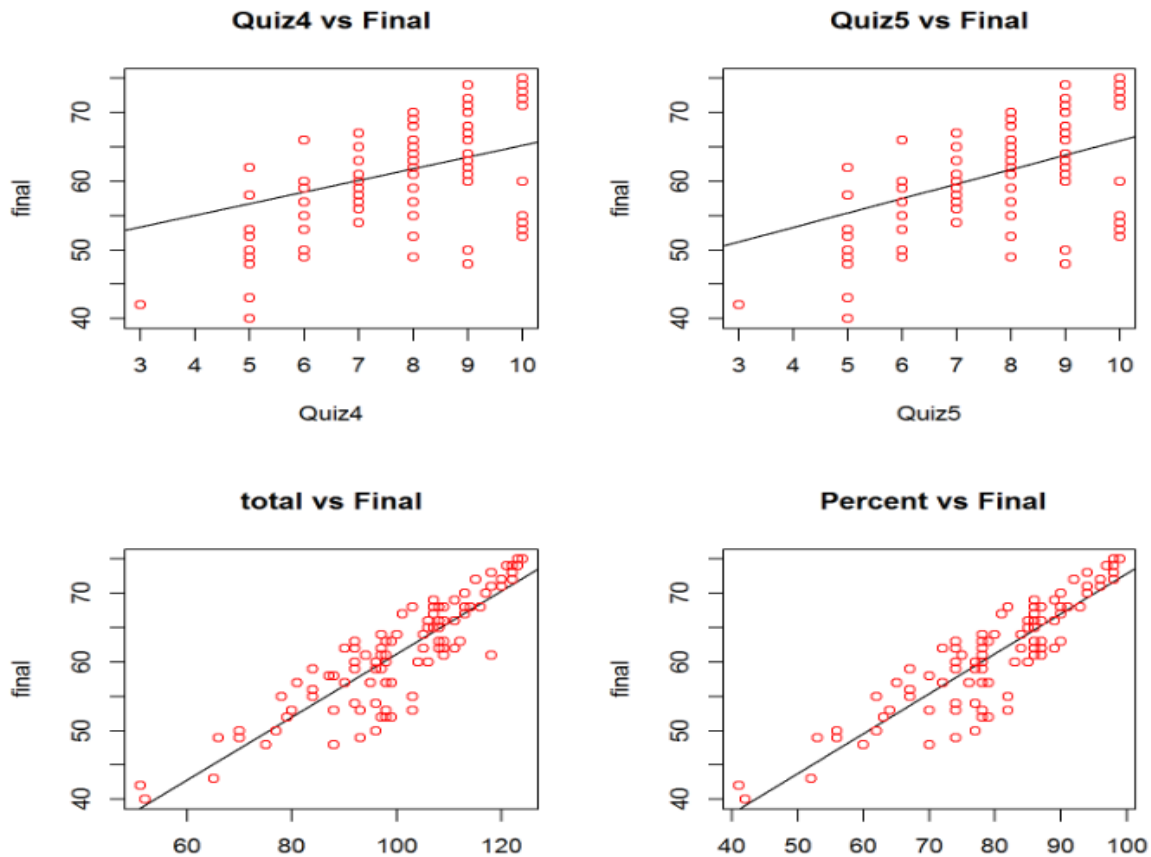 Quiz4 vs Final
final
70
60
50
40
3 4 5 6 7 8 9 10
Quiz4
Quiz5 vs Final
final
70
60
50
40
3 4 5 6 7 8 9 10
Quiz5
total vs Final
final
70
60
50
40
60 80 100 120
Percent vs Final
final
70
60
50
40
40 50 60 70 80 90 100